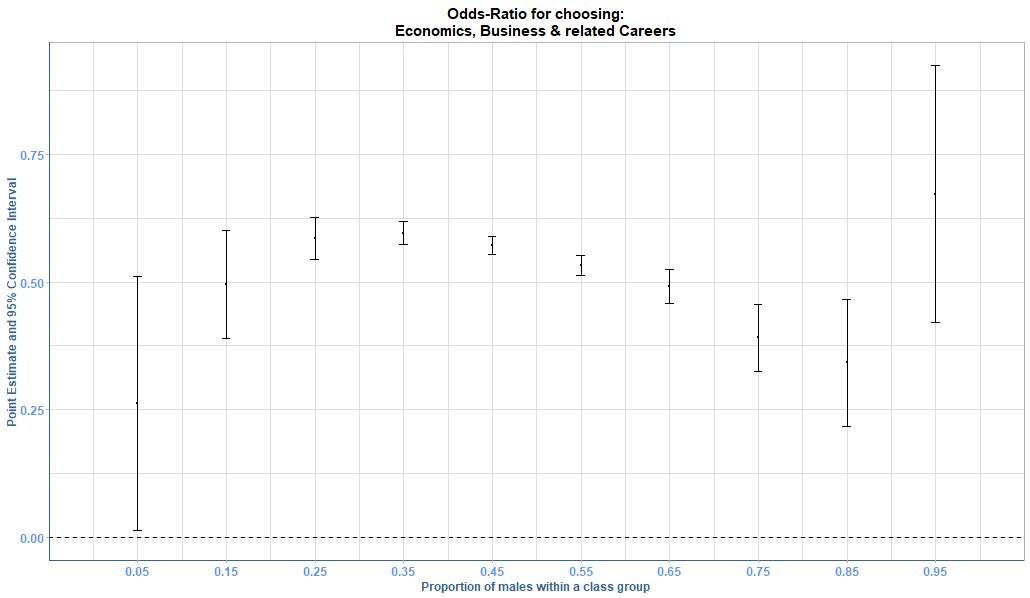 Odds-Ratio for choosing:
Economics, Business & related Careers
Point Estimate and 95% Confidence Interval
0.75
0.50
0.25
0.00
0.05 0.15 0.25 0.35 0.45 0.55 0.65 0.75 0.85 0.95
Proportion of males within a class group